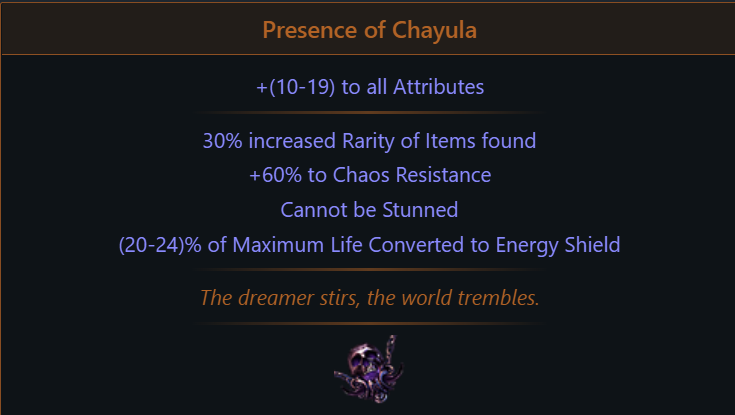 Presence of Chayula
+(10-19) to all Attributes
30% increased Rarity of Items found
+60% to Chaos Resistance
Cannot be Stunned
(20-24)% of Maximum Life Converted to Energy Shield
The dreamer stirs, the world trembles.